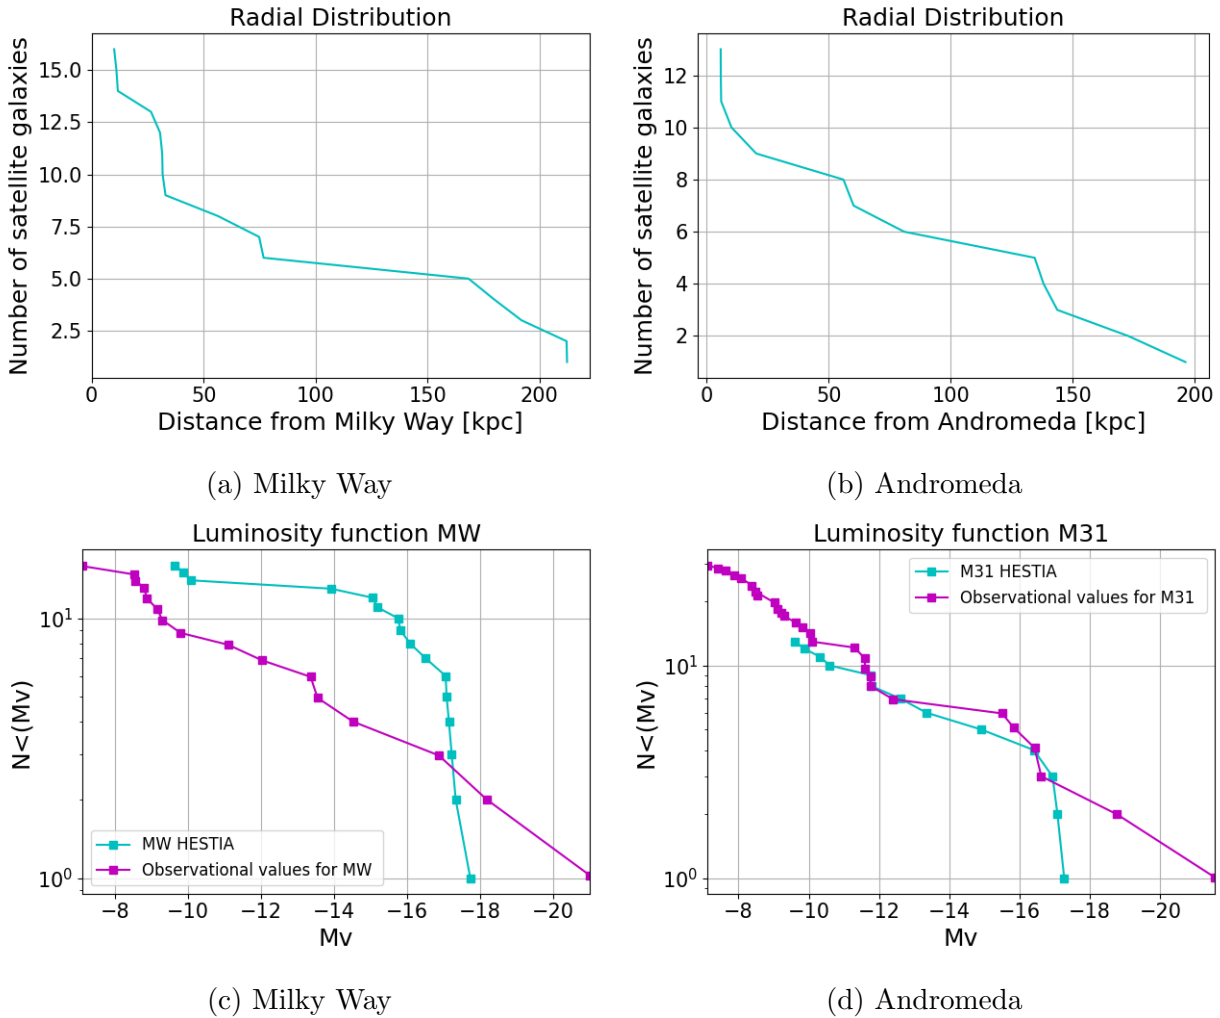 Radial Distribution
Number of satellite galaxies
15.0
12.5
10.0
7.5
5.0
2.5
0 50 100 150 200
Distance from Milky Way [kpc]
(a) Milky Way
Radial Distribution
Number of satellite galaxies
12
10
8
6
4
2
0 50 100 150 200
Distance from Andromeda [kpc]
(b) Andromeda
Luminosity function MW
N<(Mv)
10¹
10⁰
MW HESTIA
Observational values for MW
−8 −10 −12 −14 −16 −18 −20
Mv
(c) Milky Way
Luminosity function M31
N<(Mv)
M31 HESTIA
Observational values for M31
10¹
10⁰
−8 −10 −12 −14 −16 −18 −20
Mv
(d) Andromeda